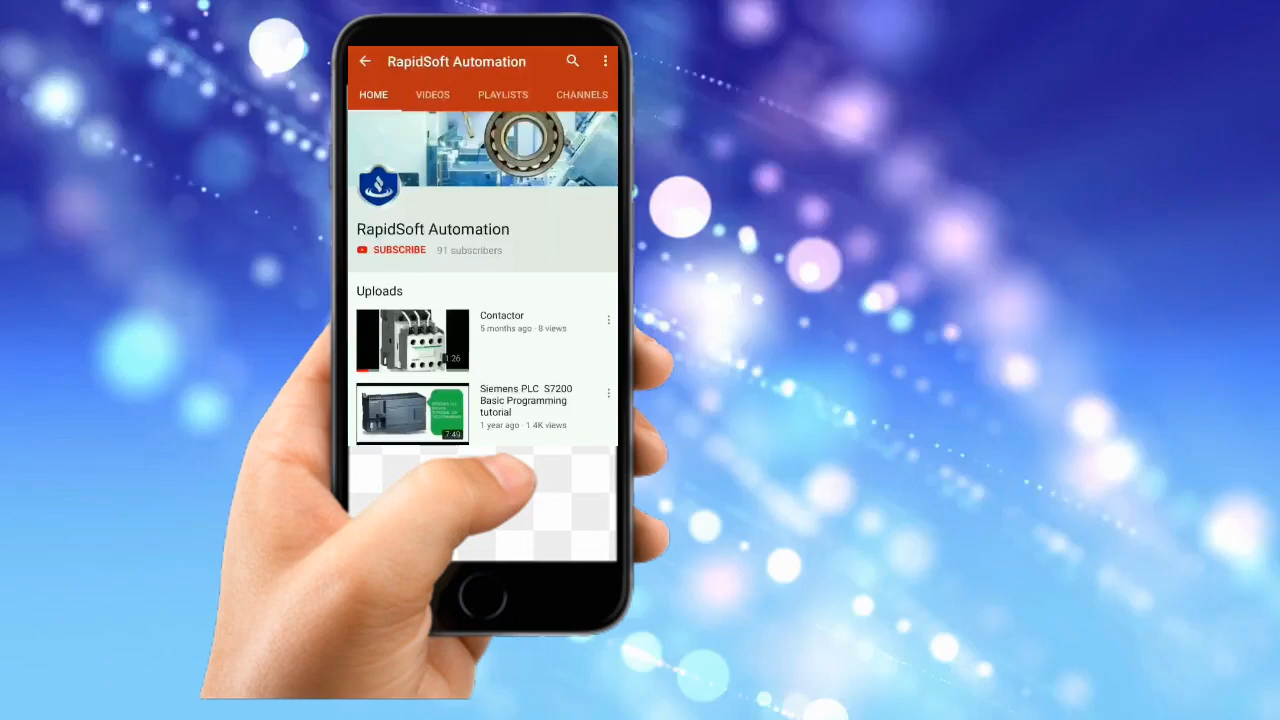 RapidSoft Automation
HOME VIDEOS PLAYLISTS CHANNELS
RapidSoft Automation
SUBSCRIBE 91 subscribers
Uploads
Contactor
5 months ago · 8 views
1:26
Siemens PLC S7200
Basic Programming
tutorial
1 year ago · 1.4K views
7:49